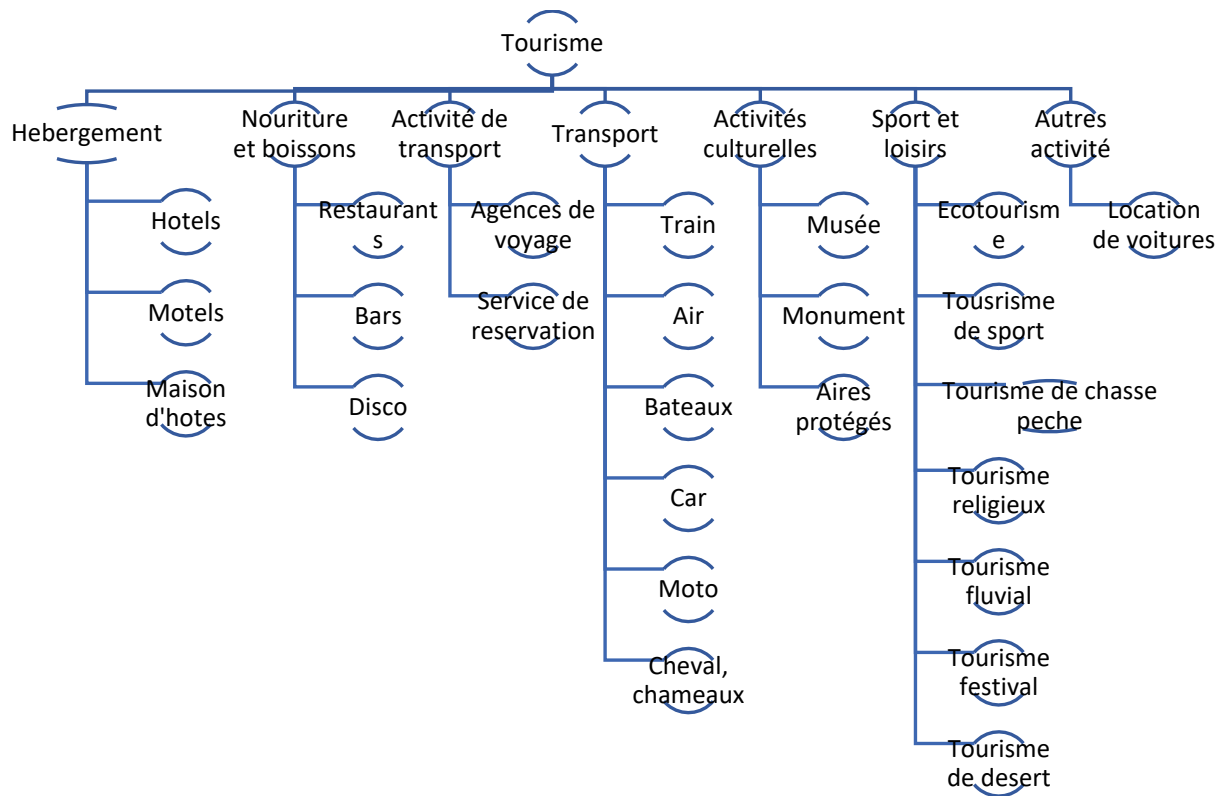 Tourisme
Hebergement
Hotels
Motels
Maison
d'hotes
Nouriture
et boissons
Restaurant
s
Bars
Disco
Activité de
transport
Agences de
voyage
Service de
reservation
Transport
Train
Air
Bateaux
Car
Moto
Cheval,
chameaux
Activités
culturelles
Musée
Monument
Aires
protégés
Sport et
loisirs
Ecotourism
e
Tousrisme
de sport
Tourisme de chasse
peche
Tourisme
religieux
Tourisme
fluvial
Tourisme
festival
Tourisme
de desert
Autres
activité
Location
de voitures